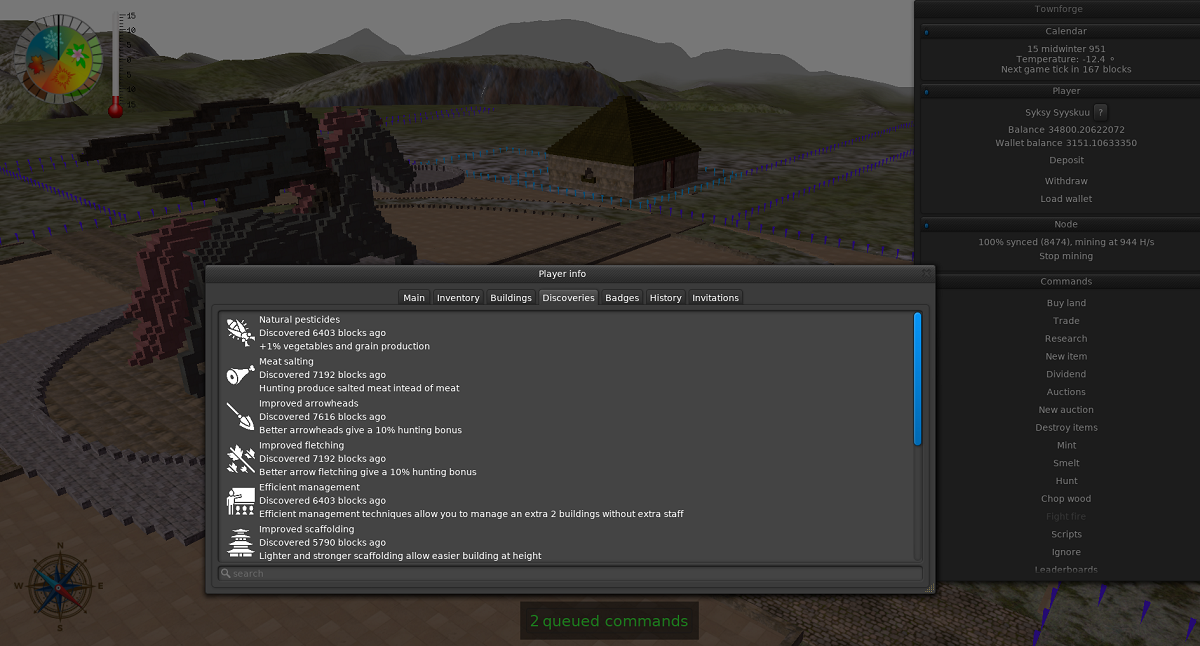 15
10
5
0
5
10
15
Townforge
Calendar
15 midwinter 951
Temperature: -12.4 °
Next game tick in 167 blocks
Player
Syksy Syyskuu ?
Balance 34800.20622072
Wallet balance 3151.10633350
Deposit
Withdraw
Load wallet
Node
100% synced (8474), mining at 944 H/s
Stop mining
Commands
Buy land
Trade
Research
New item
Dividend
Auctions
New auction
Destroy items
Mint
Smelt
Hunt
Chop wood
Fight fire
Scripts
Ignore
Leaderboards
Player info
Main Inventory Buildings Discoveries Badges History Invitations
Natural pesticides
Discovered 6403 blocks ago
+1% vegetables and grain production
Meat salting
Discovered 7192 blocks ago
Hunting produce salted meat intead of meat
Improved arrowheads
Discovered 7616 blocks ago
Better arrowheads give a 10% hunting bonus
Improved fletching
Discovered 7192 blocks ago
Better arrow fletching give a 10% hunting bonus
Efficient management
Discovered 6403 blocks ago
Efficient management techniques allow you to manage an extra 2 buildings without extra staff
Improved scaffolding
Discovered 5790 blocks ago
Lighter and stronger scaffolding allow easier building at height
search
N
W E
S
2 queued commands